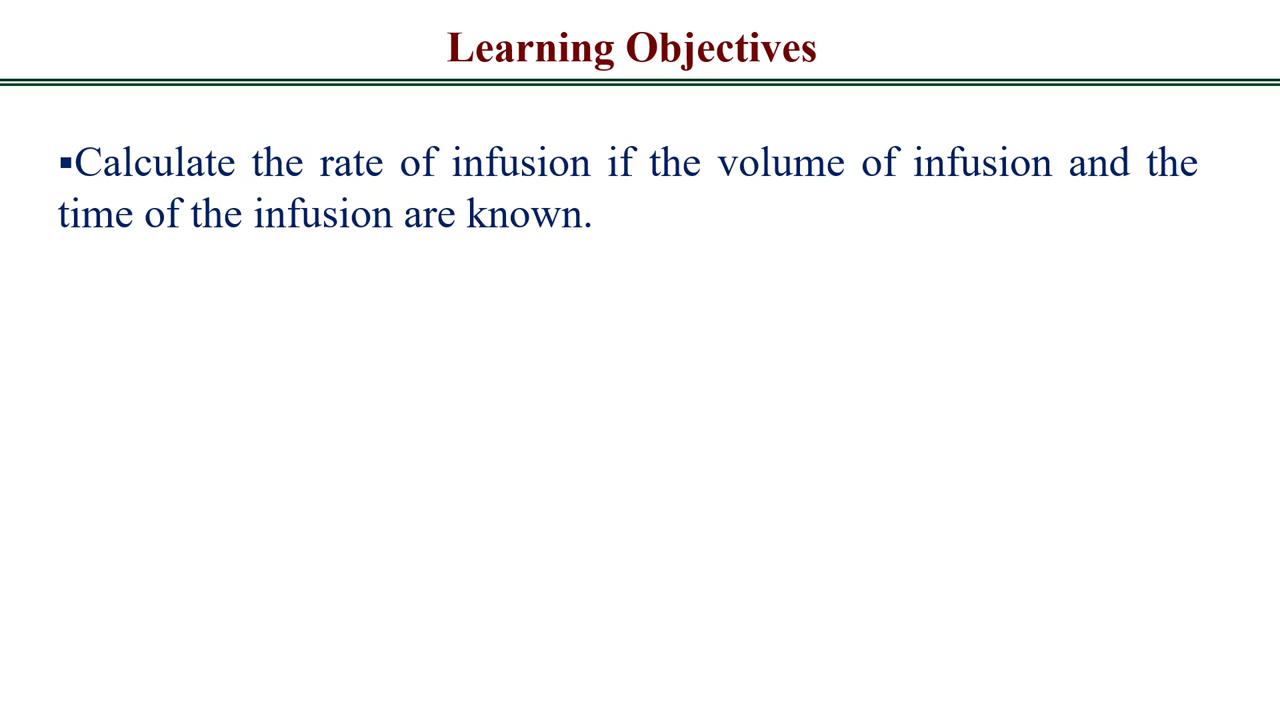 Learning Objectives
▪Calculate the rate of infusion if the volume of infusion and the
time of the infusion are known.